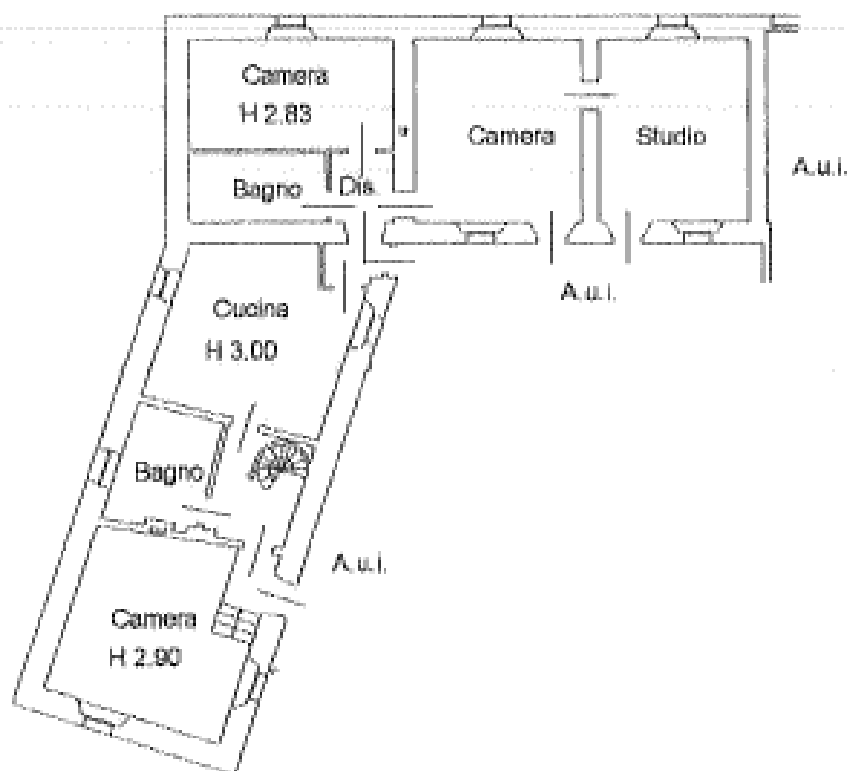 Camera
H 2.83
Camera
Studio
A.u.i.
Bagno
Dis.
A.u.i.
Cucina
H 3.00
Bagno
A.u.i.
Camera
H 2.90